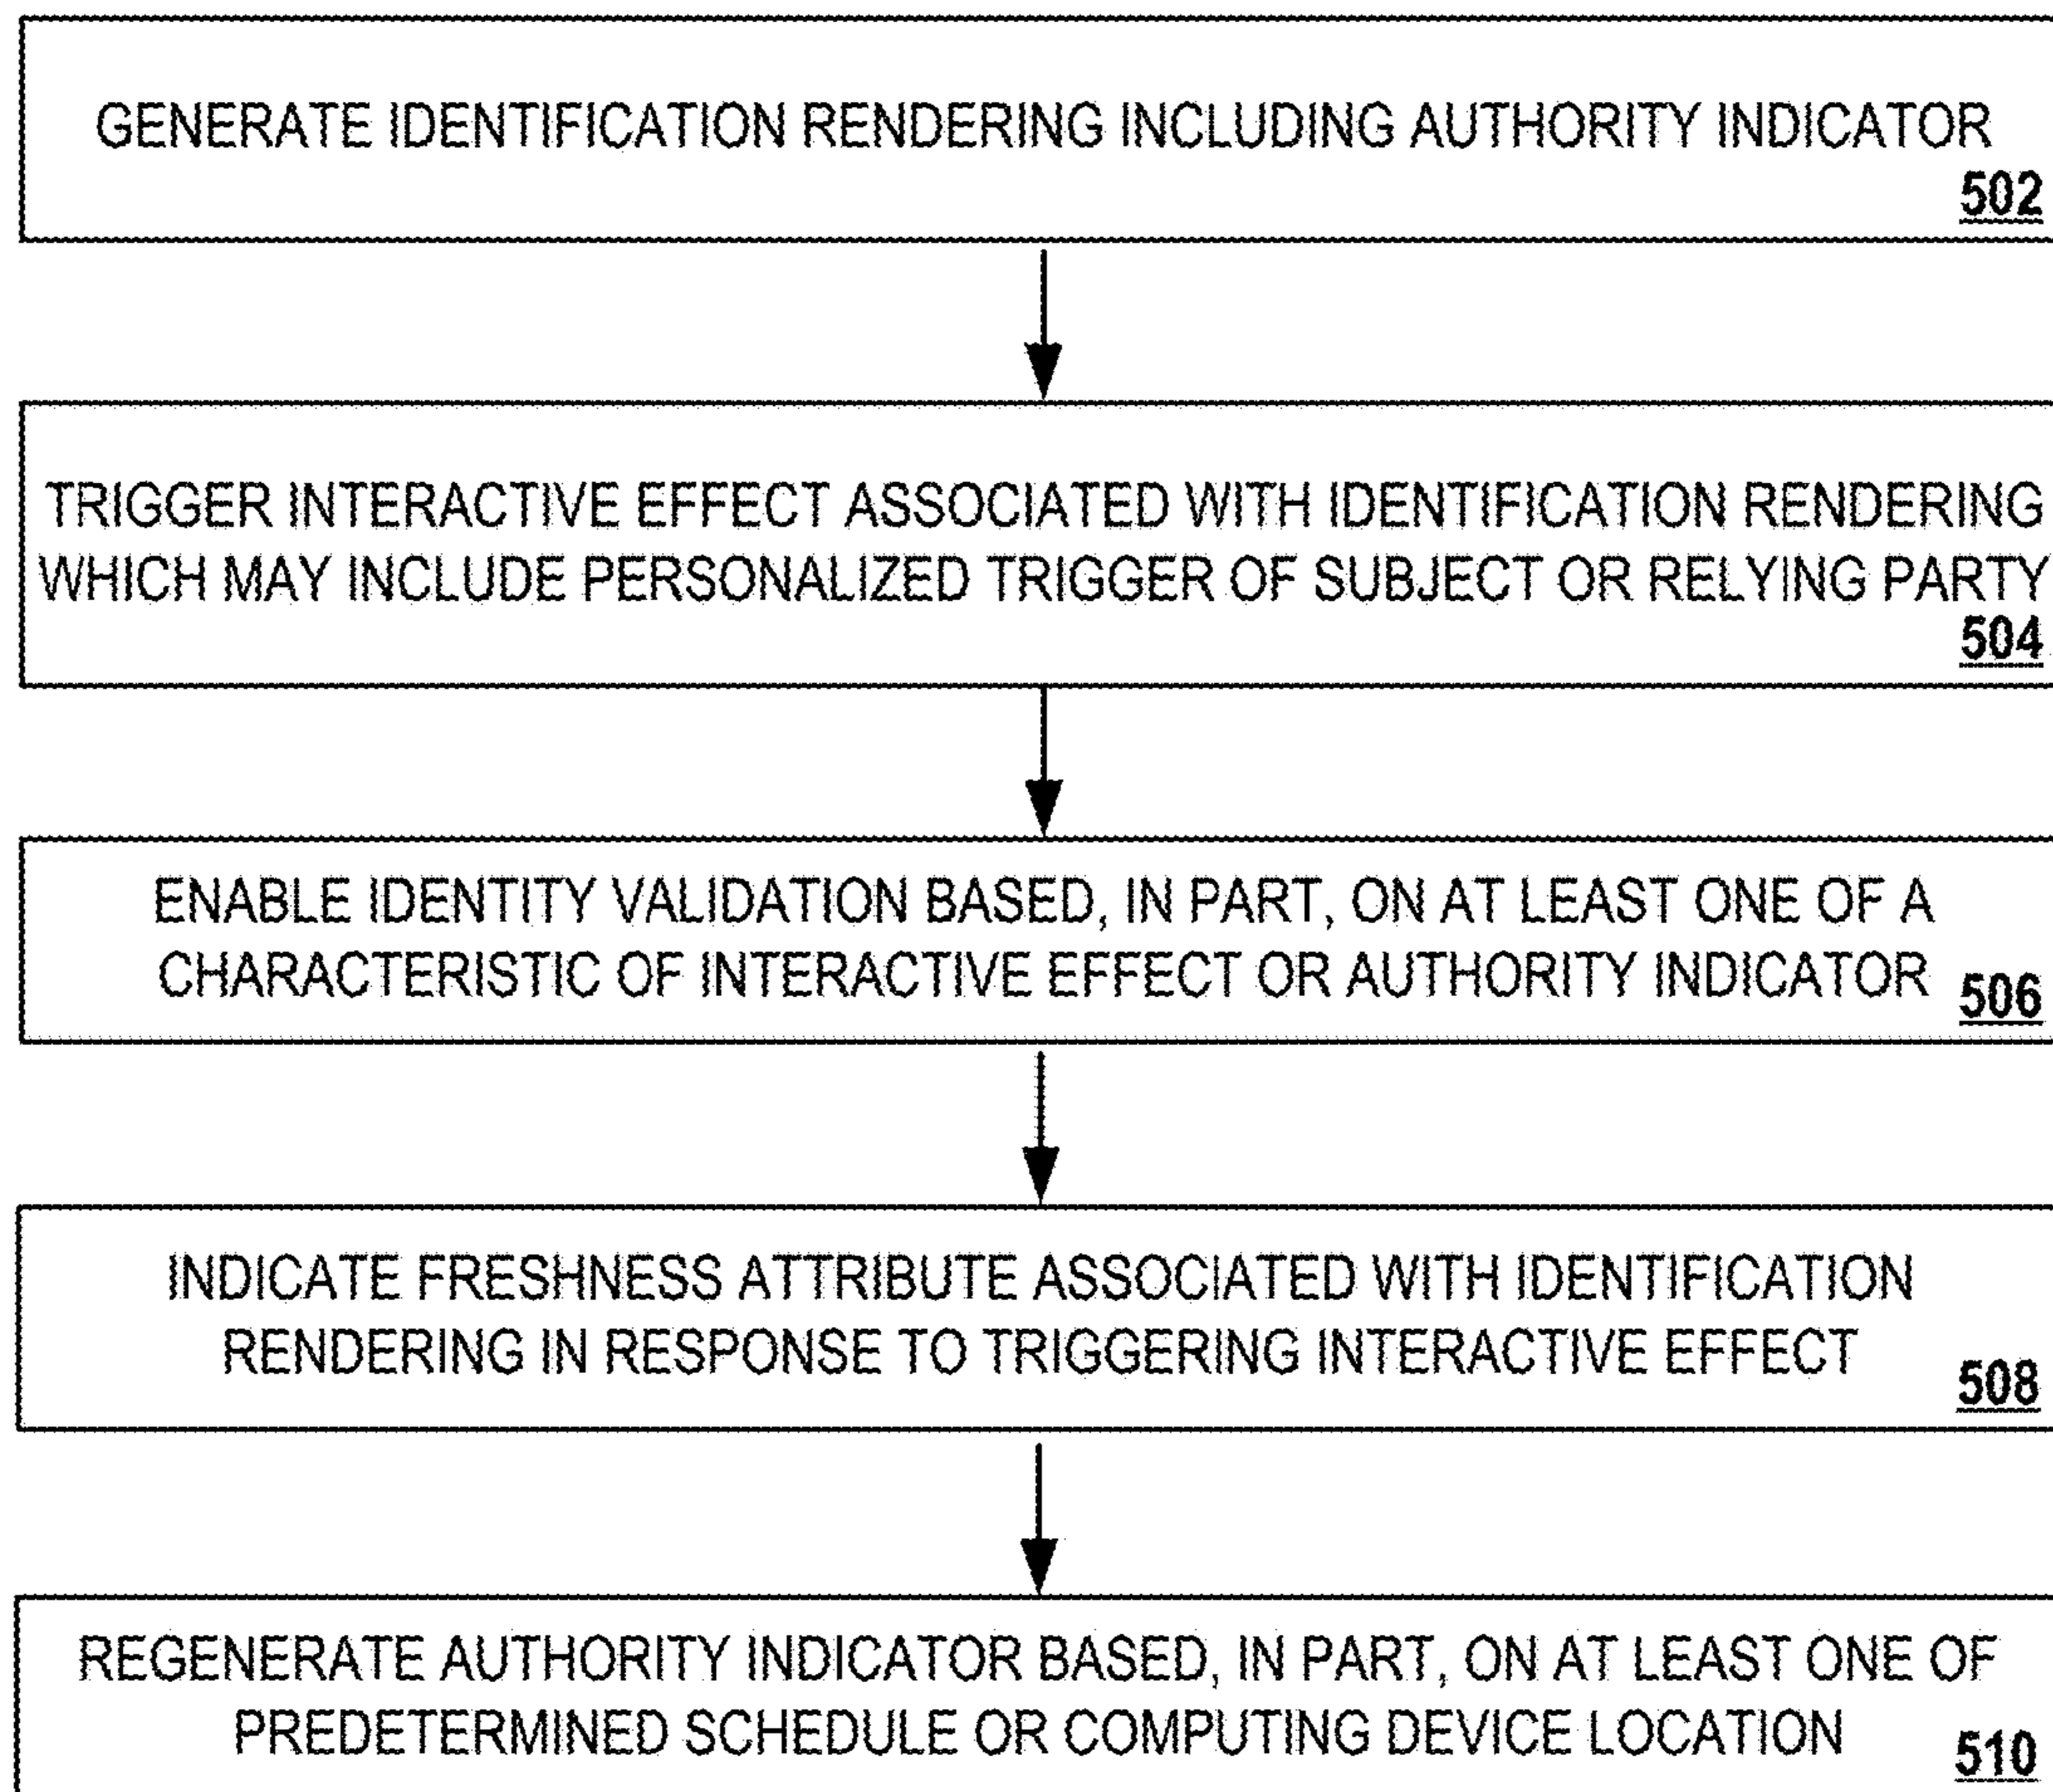 GENERATE IDENTIFICATION RENDERING INCLUDING AUTHORITY INDICATOR
502
TRIGGER INTERACTIVE EFFECT ASSOCIATED WITH IDENTIFICATION RENDERING
WHICH MAY INCLUDE PERSONALIZED TRIGGER OF SUBJECT OR RELYING PARTY
504
ENABLE IDENTITY VALIDATION BASED, IN PART, ON AT LEAST ONE OF A
CHARACTERISTIC OF INTERACTIVE EFFECT OR AUTHORITY INDICATOR
506
INDICATE FRESHNESS ATTRIBUTE ASSOCIATED WITH IDENTIFICATION
RENDERING IN RESPONSE TO TRIGGERING INTERACTIVE EFFECT
508
REGENERATE AUTHORITY INDICATOR BASED, IN PART, ON AT LEAST ONE OF
PREDETERMINED SCHEDULE OR COMPUTING DEVICE LOCATION
510